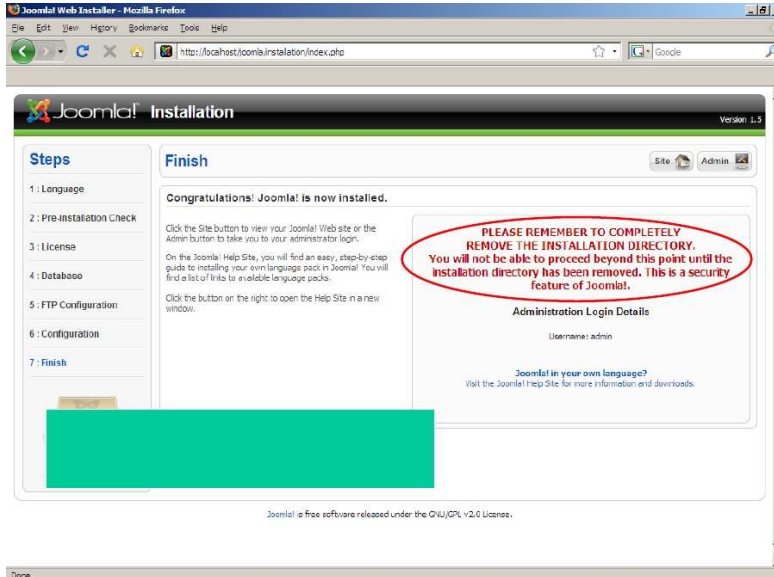 Joomla! Web Installer - Mozilla Firefox
File Edit View History Bookmarks Tools Help
http://localhost/joomla/installation/index.php
Google
Joomla! Installation
Version 1.5
Steps
1 : Language
2 : Pre-Installation Check
3 : License
4 : Database
5 : FTP Configuration
6 : Configuration
7 : Finish
Finish
Site
Admin
Congratulations! Joomla! is now installed.
Click the Site button to view your Joomla! Web site or the
Admin button to take you to your administrator login.
On the Joomla! Help Site, you will find an easy, step-by-step
guide to installing your own language pack in Joomla! You will
find a list of links to available language packs.
Click the button on the right to open the Help Site in a new
window.
PLEASE REMEMBER TO COMPLETELY
REMOVE THE INSTALLATION DIRECTORY.
You will not be able to proceed beyond this point until the
installation directory has been removed. This is a security
feature of Joomla!.
Administration Login Details
Username: admin
Joomla! in your own language?
Visit the Joomla! Help Site for more information and downloads.
Joomla! is free software released under the GNU/GPL v2.0 License.
Done